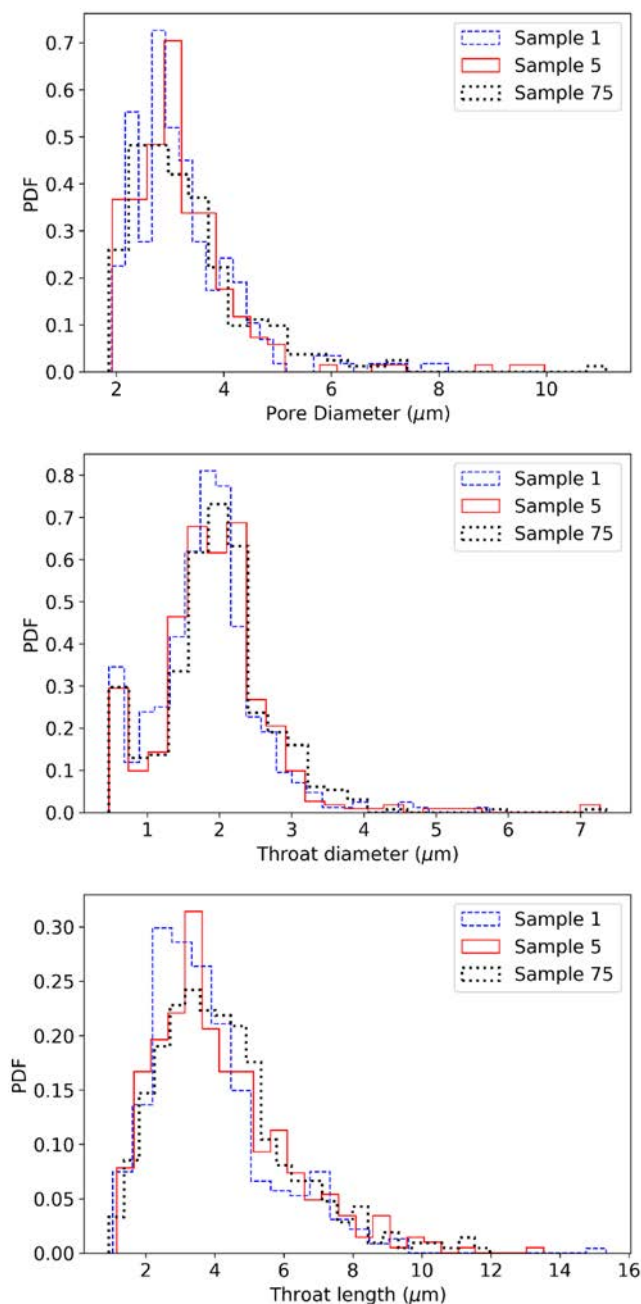 Sample 1
Sample 5
Sample 75
PDF
0.7
0.6
0.5
0.4
0.3
0.2
0.1
0.0
2 4 6 8 10
Pore Diameter (μm)
Sample 1
Sample 5
Sample 75
PDF
0.8
0.7
0.6
0.5
0.4
0.3
0.2
0.1
0.0
1 2 3 4 5 6 7
Throat diameter (μm)
Sample 1
Sample 5
Sample 75
PDF
0.30
0.25
0.20
0.15
0.10
0.05
0.00
2 4 6 8 10 12 14 16
Throat length (μm)